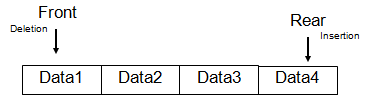 Front
Deletion
Rear
Insertion
Data1 Data2 Data3 Data4